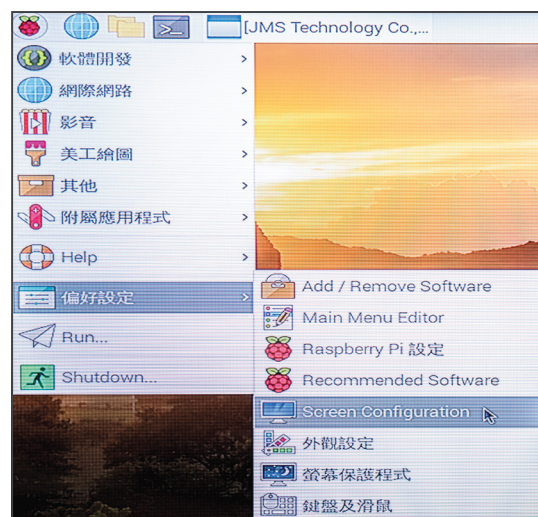 [JMS Technology Co.,...
軟體開發
網際網路
影音
美工繪圖
其他
附屬應用程式
Help
偏好設定
Run...
Shutdown...
Add / Remove Software
Main Menu Editor
Raspberry Pi 設定
Recommended Software
Screen Configuration
外觀設定
螢幕保護程式
鍵盤及滑鼠